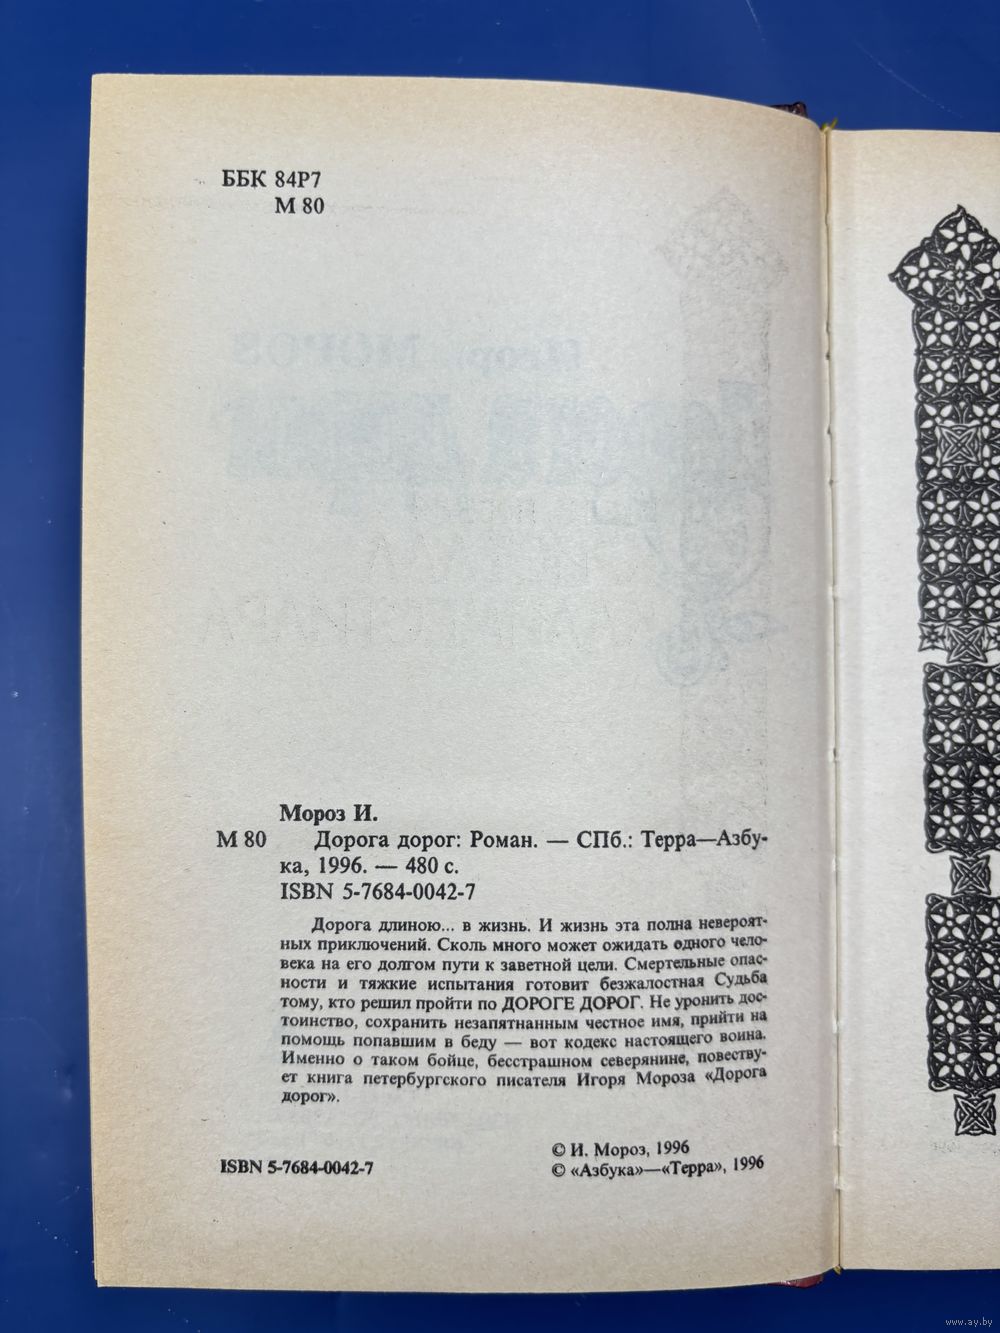 ББК 84Р7
М 80
Мороз И.
М 80 Дорога дорог: Роман. — СПб.: Терра—Азбу-
ка, 1996. — 480 с.
ISBN 5-7684-0042-7
Дорога длиною... в жизнь. И жизнь эта полна невероят-
ных приключений. Сколь много может ожидать одного чело-
века на его долгом пути к заветной цели. Смертельные опас-
ности и тяжкие испытания готовит безжалостная Судьба
тому, кто решил пройти по ДОРОГЕ ДОРОГ. Не уронить дос-
тоинство, сохранить незапятнанным честное имя, прийти на
помощь попавшим в беду — вот кодекс настоящего воина.
Именно о таком бойце, бесстрашном северянине, повеству-
ет книга петербургского писателя Игоря Мороза «Дорога
дорог».
© И. Мороз, 1996
ISBN 5-7684-0042-7 © «Азбука»—«Терра», 1996
www.ay.by